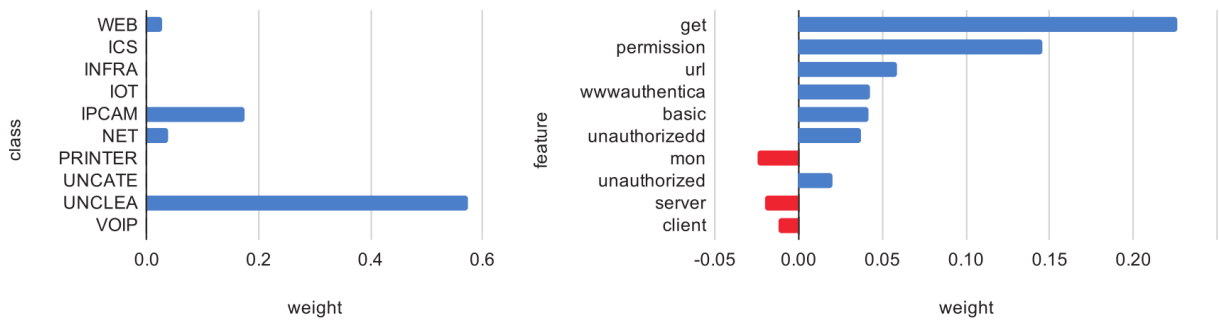 WEB
ICS
INFRA
IOT
IPCAM
NET
PRINTER
UNCATE
UNCLEA
VOIP
class
0.0 0.2 0.4 0.6
weight
get
permission
url
wwwauthentica
basic
unauthorizedd
mon
unauthorized
server
client
feature
-0.05 0.00 0.05 0.10 0.15 0.20
weight